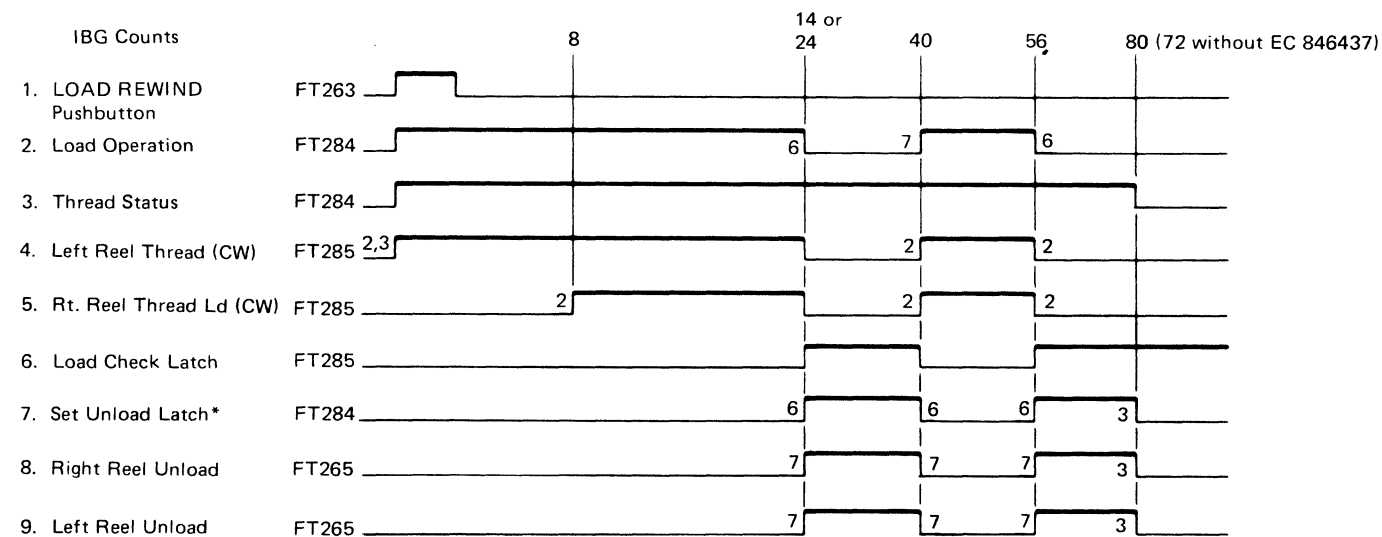 14 or
IBG Counts 8 24 40 56 80 (72 without EC 846437)
1. LOAD REWIND FT263
Pushbutton
2. Load Operation FT284 6 7 6
3. Thread Status FT284
4. Left Reel Thread (CW) FT285 2,3 2 2
5. Rt. Reel Thread Ld (CW) FT285 2 2 2
6. Load Check Latch FT285
7. Set Unload Latch* FT284 6 6 6 3
8. Right Reel Unload FT265 7 7 7 3
9. Left Reel Unload FT265 7 7 7 3